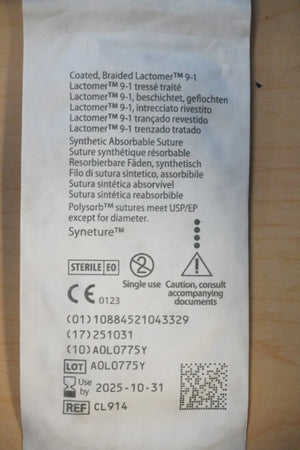 Coated, Braided Lactomer™ 9-1
Lactomer™ 9-1 tressé traité
Lactomer™ 9-1, beschichtet, geflochten
Lactomer™ 9-1, intrecciato rivestito
Lactomer™ 9-1 trançado revestido
Lactomer™ 9-1 trenzado tratado
Synthetic Absorbable Suture
Suture synthétique résorbable
Resorbierbare Fäden, synthetisch
Filo di sutura sintetico, assorbibile
Sutura sintética absorvível
Sutura sintética reabsorbible
Polysorb™ sutures meet USP/EP
except for diameter.
Syneture™
STERILE EO
2
Single use
Caution, consult
accompanying
documents
CE 0123
(01)10884521043329
(17)251031
(10)A0L0775Y
LOT A0L0775Y
Use by 2025-10-31
REF CL914